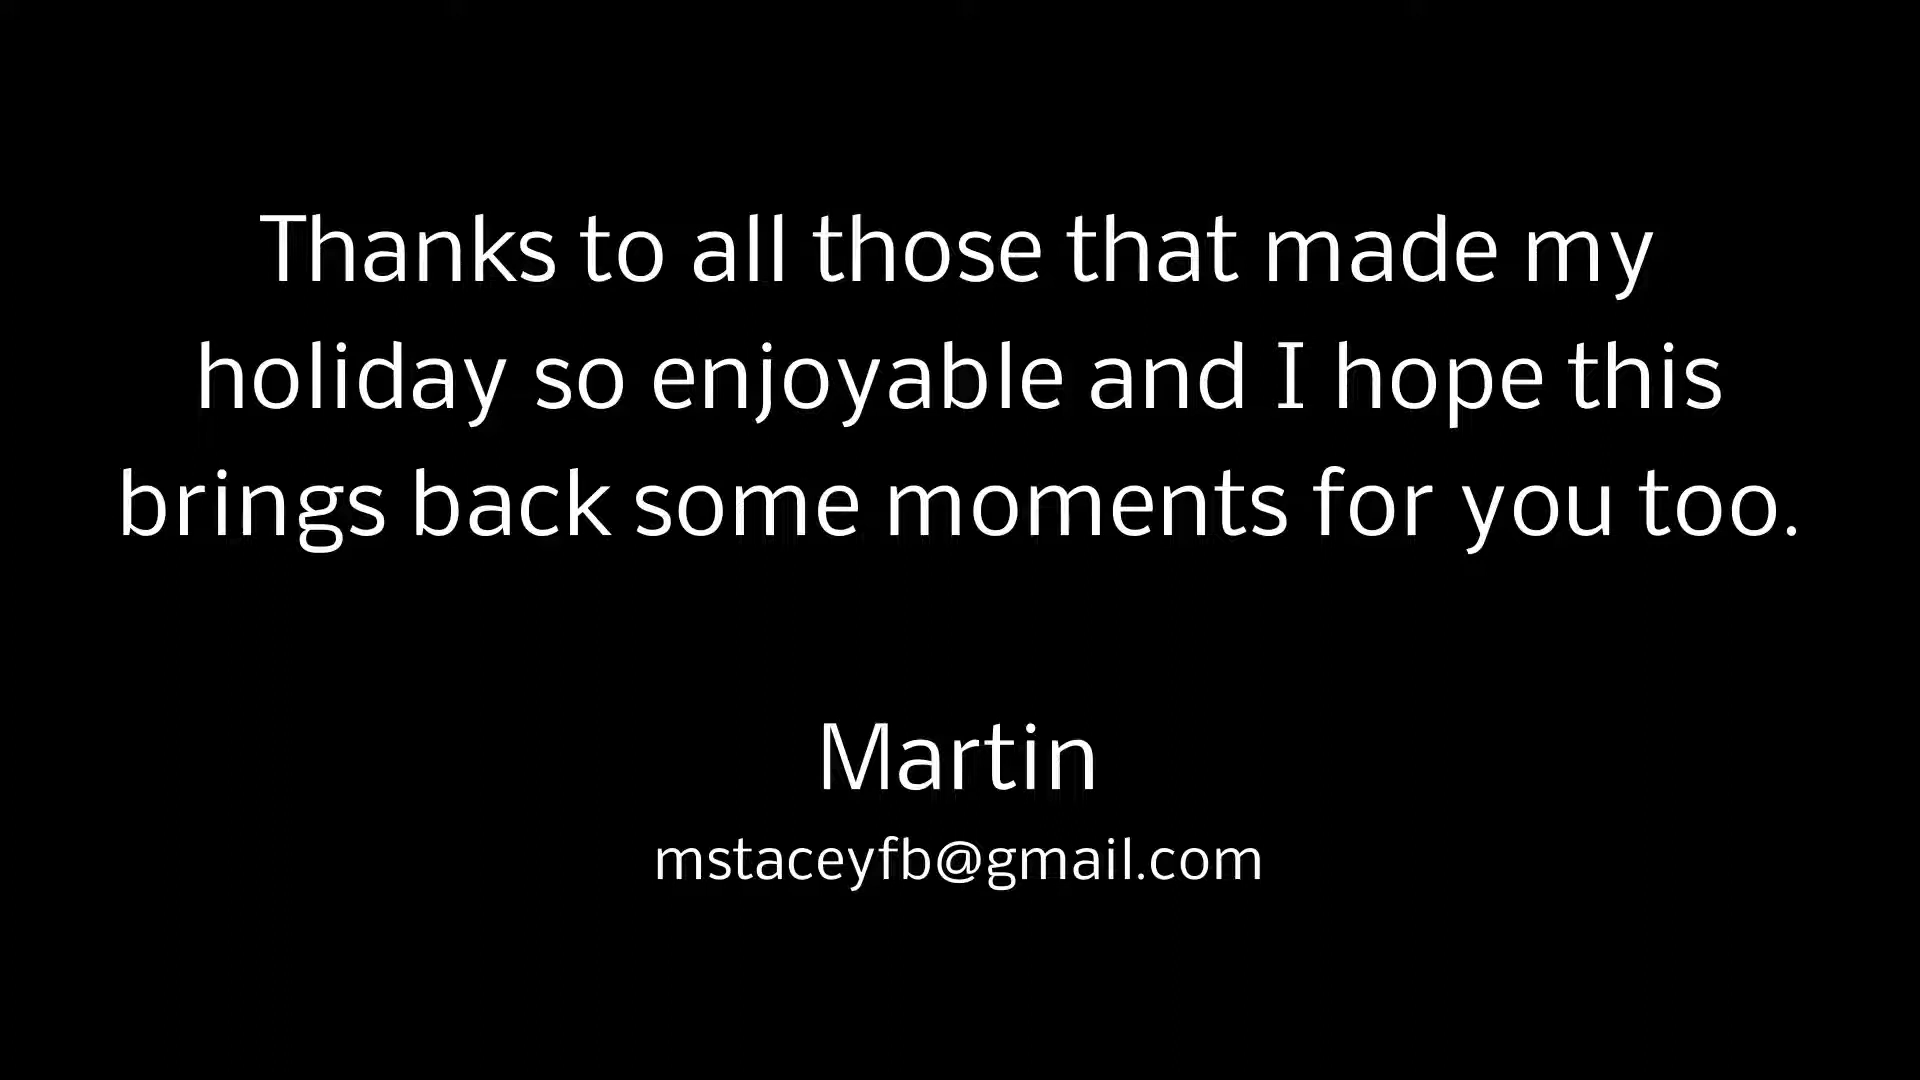 Thanks to all those that made my
holiday so enjoyable and I hope this
brings back some moments for you too.
Martin
mstaceyfb@gmail.com